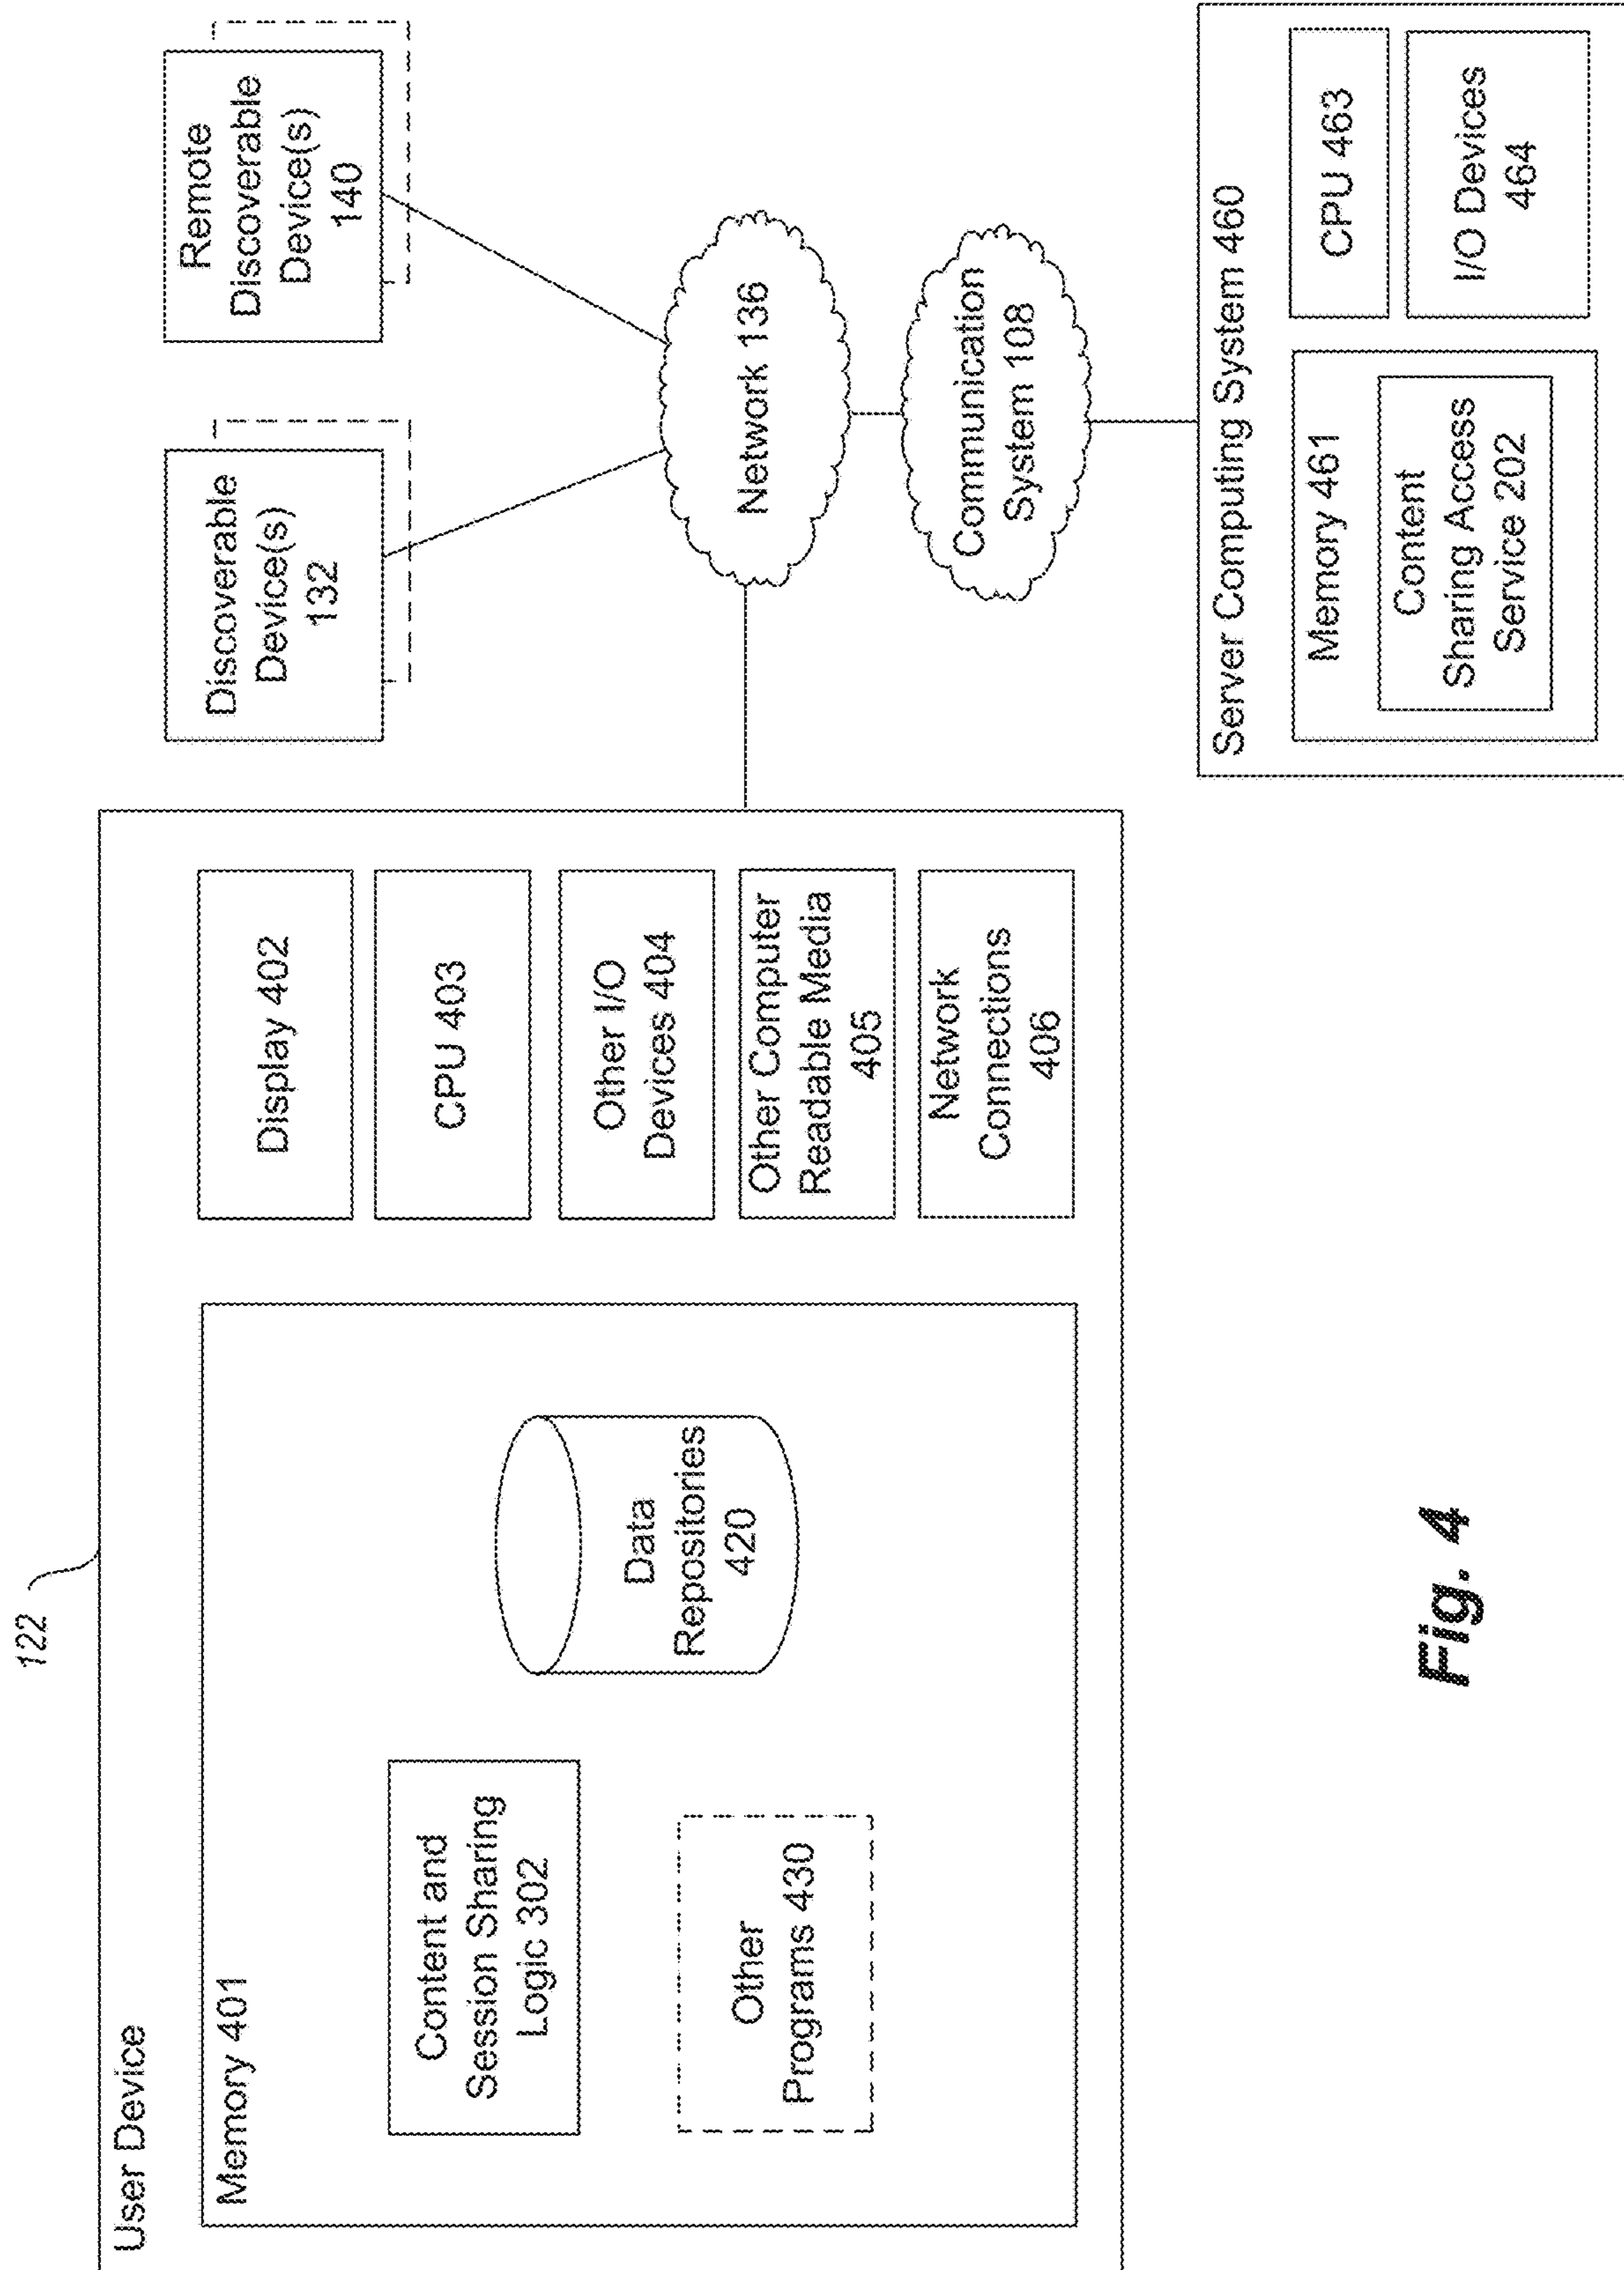 122
User Device
Memory 401
Content and
Session Sharing
Logic 302
Other
Programs 430
Data
Repositories
420
Display 402
CPU 403
Other I/O
Devices 404
Other Computer
Readable Media
405
Network
Connections
406
Discoverable
Device(s)
132
Remote
Discoverable
Device(s)
140
Network 136
Communication
System 108
Server Computing System 460
Memory 461
Content
Sharing Access
Service 202
CPU 463
I/O Devices
464
Fig. 4